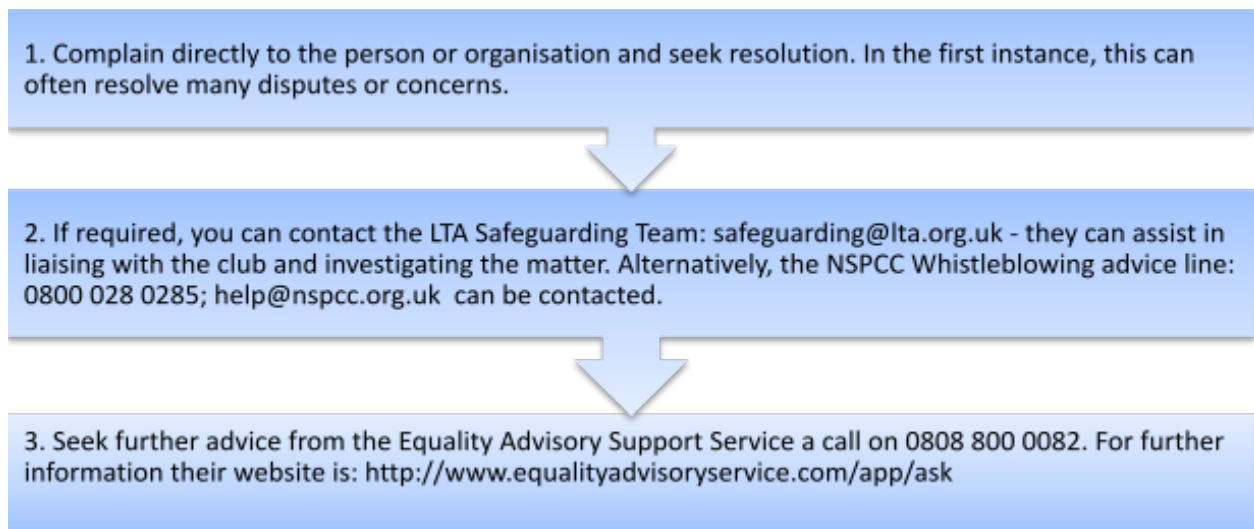 1. Complain directly to the person or organisation and seek resolution. In the first instance, this can
often resolve many disputes or concerns.
2. If required, you can contact the LTA Safeguarding Team: safeguarding@lta.org.uk - they can assist in
liaising with the club and investigating the matter. Alternatively, the NSPCC Whistleblowing advice line:
0800 028 0285; help@nspcc.org.uk  can be contacted.
3. Seek further advice from the Equality Advisory Support Service a call on 0808 800 0082. For further
information their website is: http://www.equalityadvisoryservice.com/app/ask